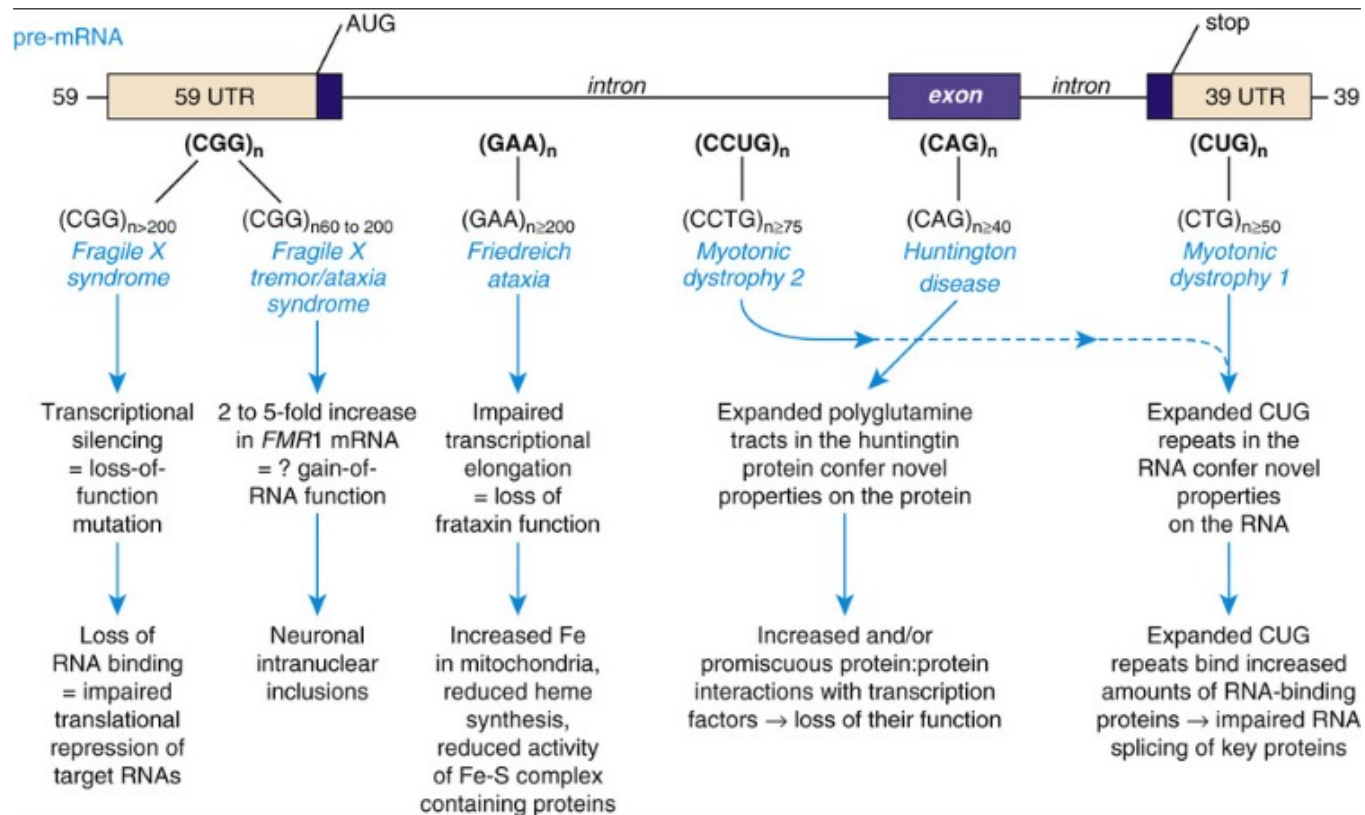 pre-mRNA
AUG
stop
59
59 UTR
intron
exon
intron
39 UTR
39
(CGG)n
(GAA)n
(CCUG)n
(CAG)n
(CUG)n
(CGG)n>200
Fragile X
syndrome
(CGG)n60 to 200
Fragile X
tremor/ataxia
syndrome
(GAA)n≥200
Friedreich
ataxia
(CCTG)n≥75
Myotonic
dystrophy 2
(CAG)n≥40
Huntington
disease
(CTG)n≥50
Myotonic
dystrophy 1
Transcriptional
silencing
= loss-of-
function
mutation
2 to 5-fold increase
in FMR1 mRNA
= ? gain-of-
RNA function
Impaired
transcriptional
elongation
= loss of
frataxin function
Expanded polyglutamine
tracts in the huntingtin
protein confer novel
properties on the protein
Expanded CUG
repeats in the
RNA confer novel
properties
on the RNA
Loss of
RNA binding
= impaired
translational
repression of
target RNAs
Neuronal
intranuclear
inclusions
Increased Fe
in mitochondria,
reduced heme
synthesis,
reduced activity
of Fe-S complex
containing proteins
Increased and/or
promiscuous protein:protein
interactions with transcription
factors → loss of their function
Expanded CUG
repeats bind increased
amounts of RNA-binding
proteins → impaired RNA
splicing of key proteins